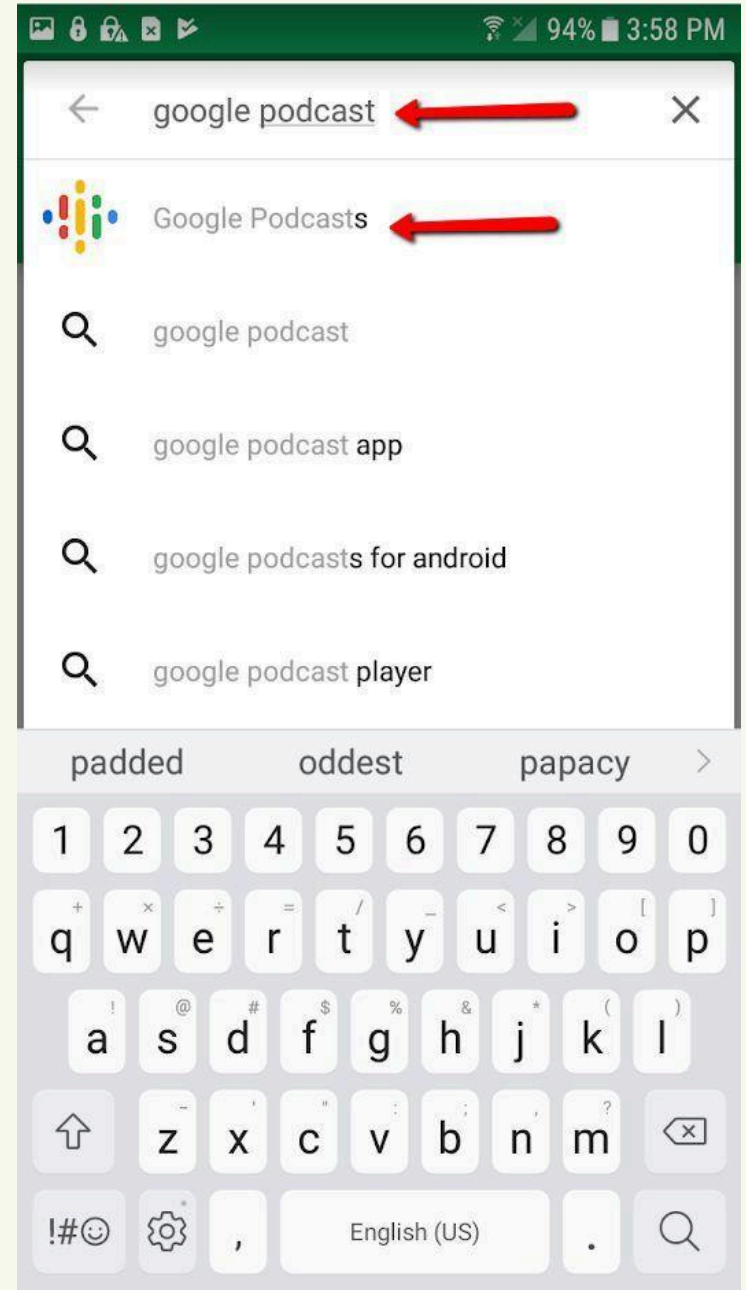 94% 3:58 PM
google podcast
Google Podcasts
google podcast
google podcast app
google podcasts for android
google podcast player
padded oddest papacy >
1 2 3 4 5 6 7 8 9 0
+ × ÷ = / _ < > [ ]
q w e r t y u i o p
! @ # $ % & * ( )
a s d f g h j k l
- ' " : ; , ?
z x c v b n m
!#☺ , English (US) .